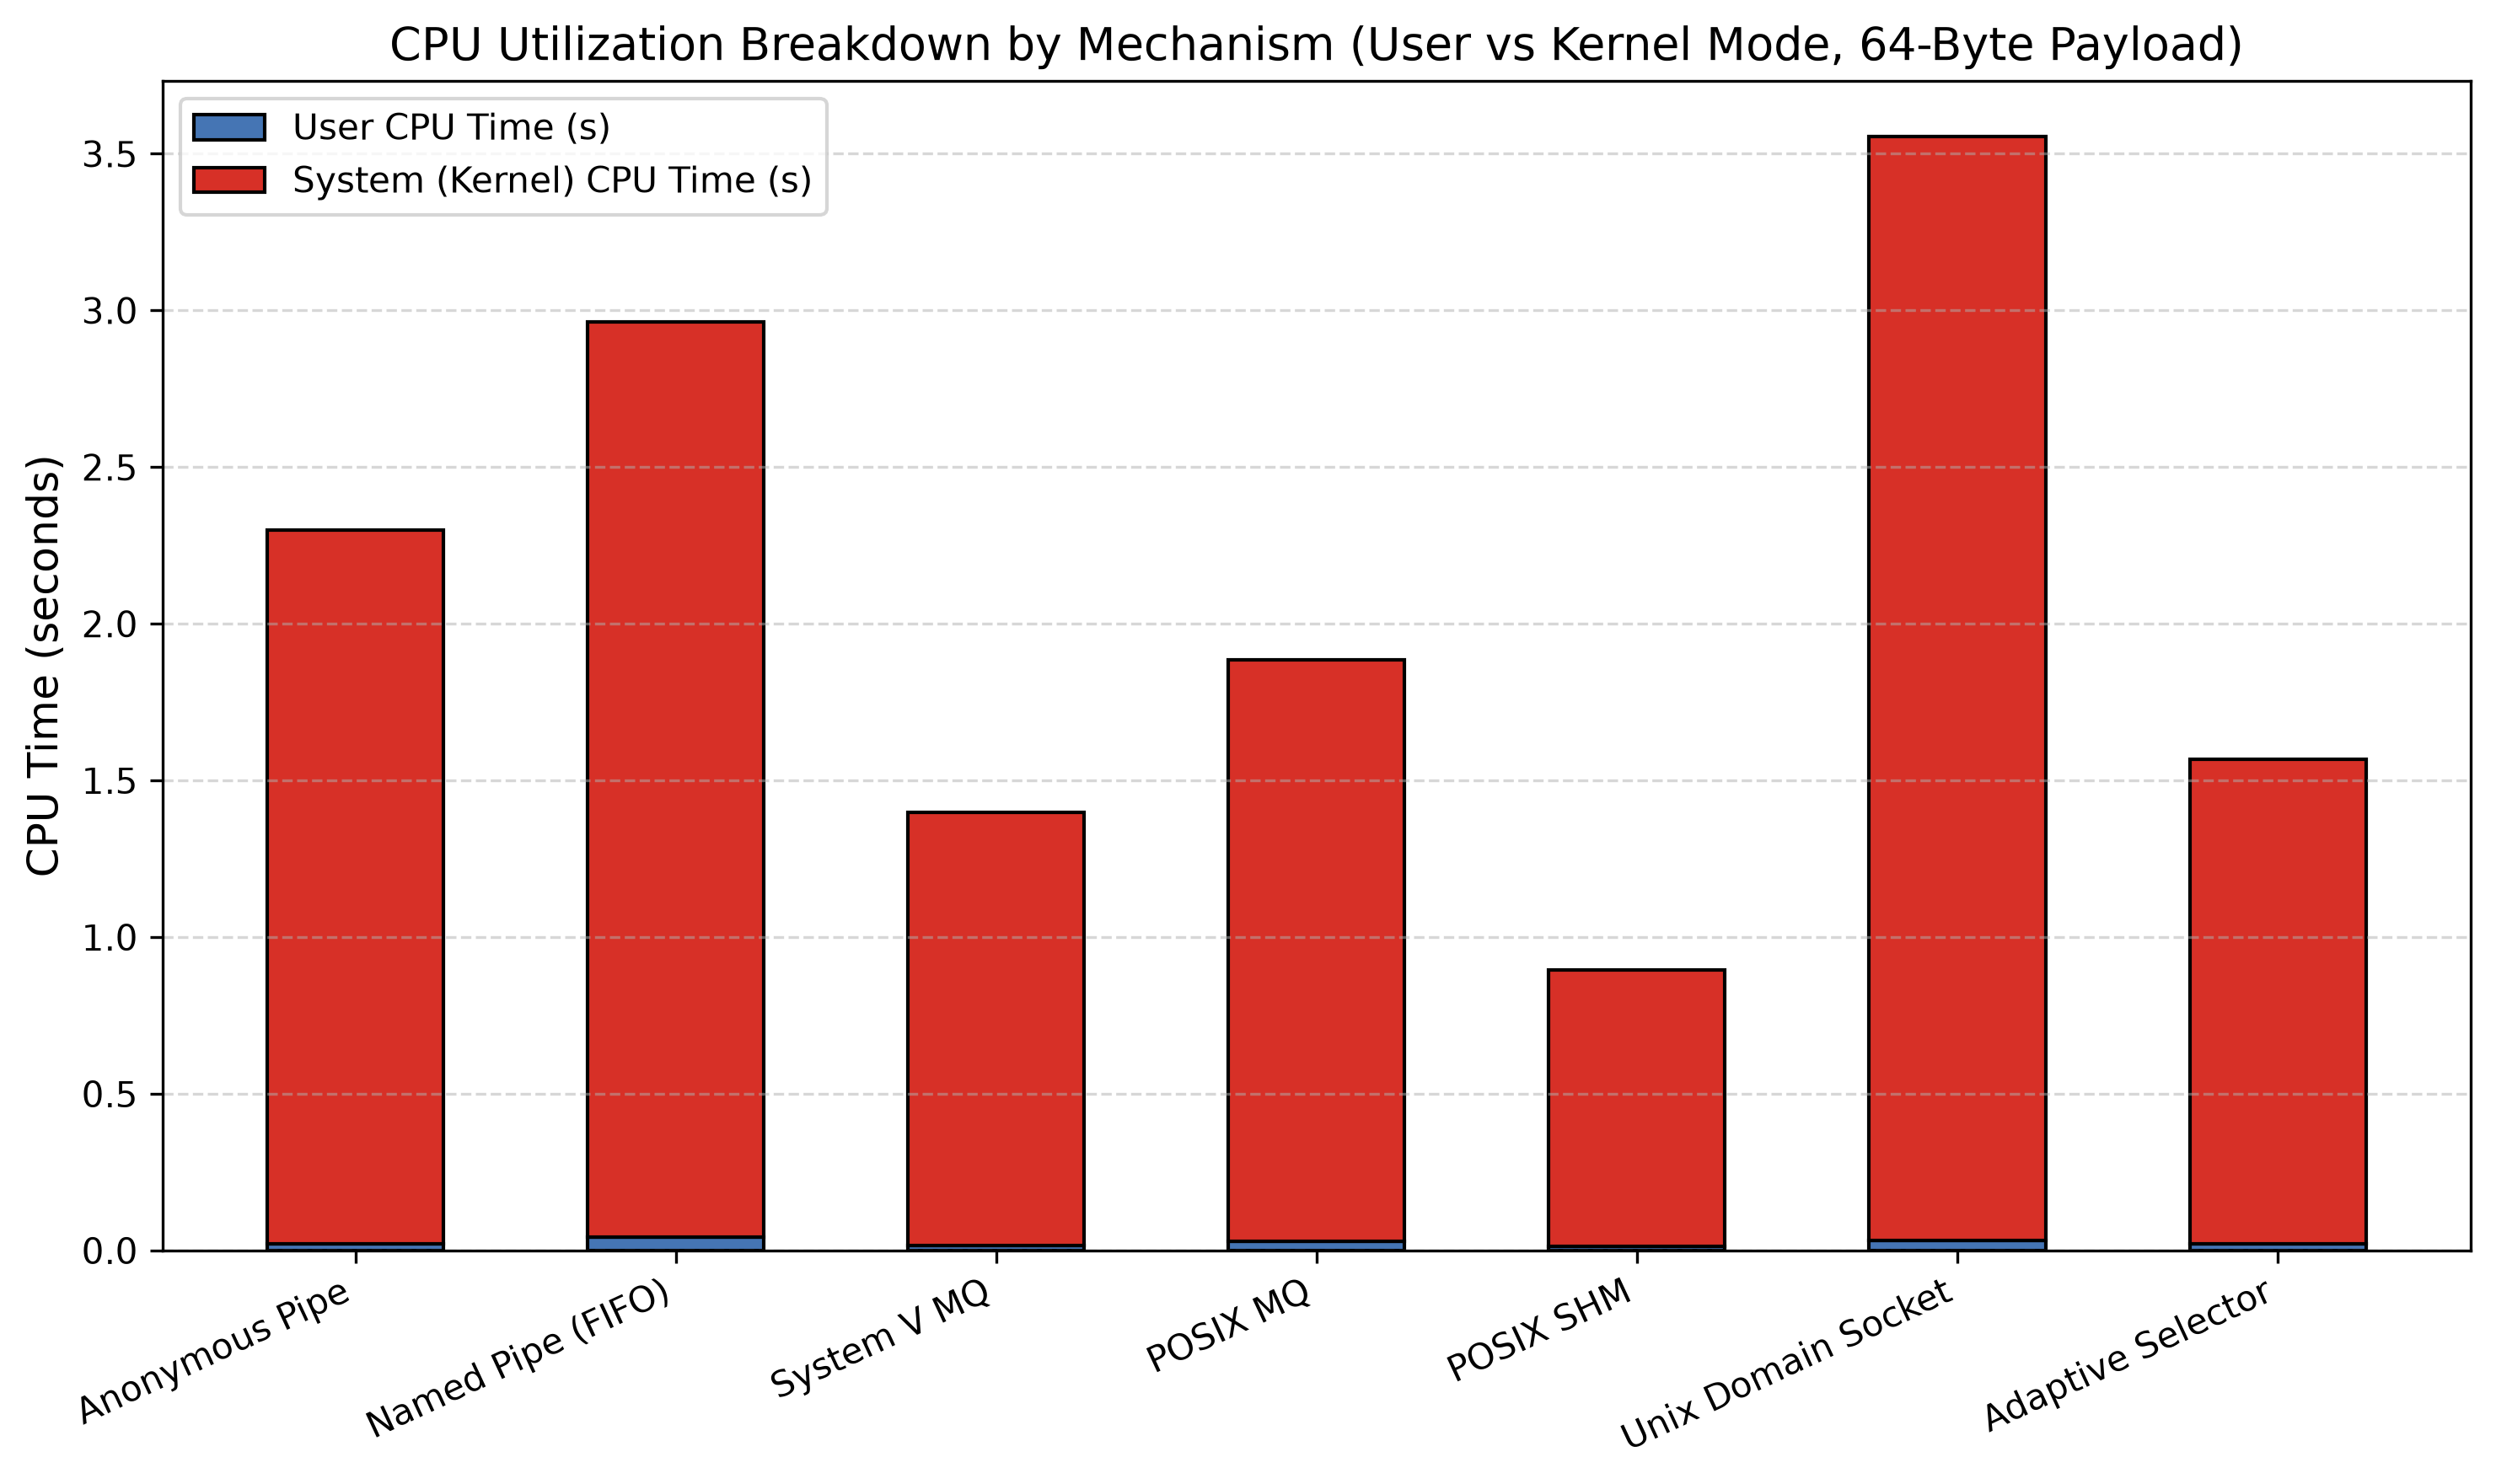 CPU Utilization Breakdown by Mechanism (User vs Kernel Mode, 64-Byte Payload)
User CPU Time (s)
System (Kernel) CPU Time (s)
CPU Time (seconds)
3.5
3.0
2.5
2.0
1.5
1.0
0.5
0.0
Anonymous Pipe
Named Pipe (FIFO)
System V MQ
POSIX MQ
POSIX SHM
Unix Domain Socket
Adaptive Selector